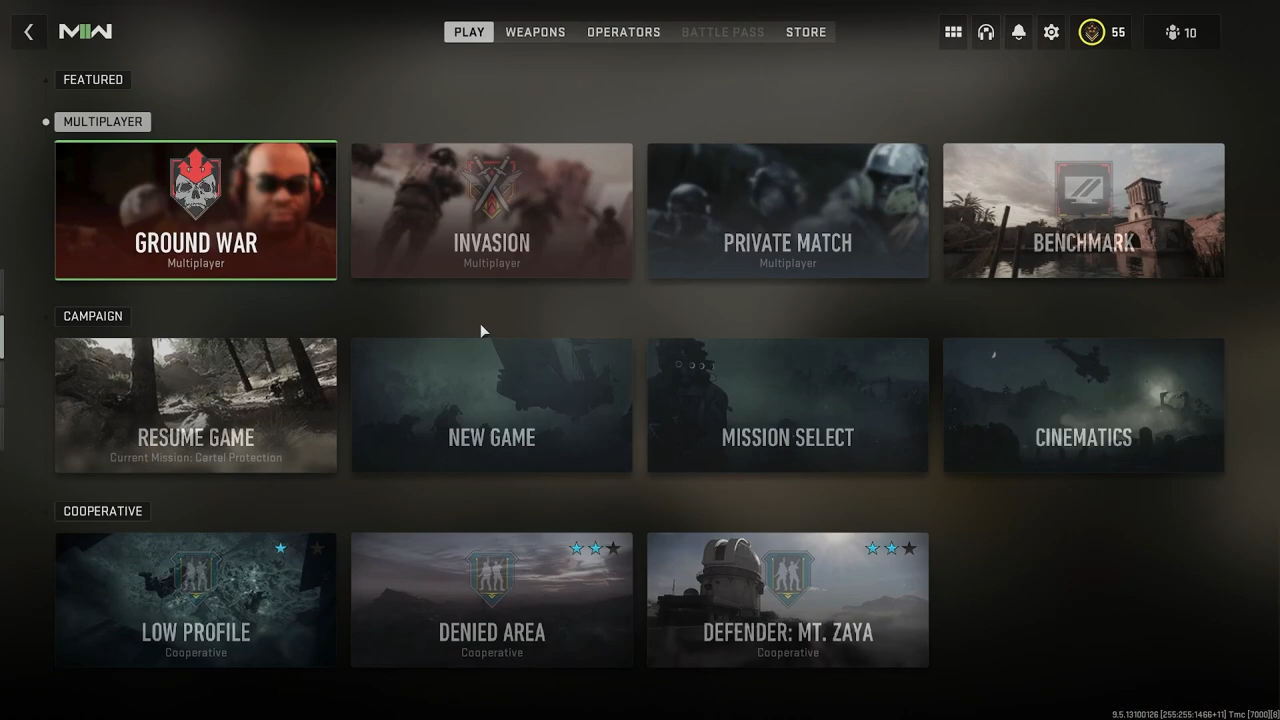 MW
PLAY
WEAPONS
OPERATORS
BATTLE PASS
STORE
55
10
FEATURED
MULTIPLAYER
GROUND WAR
Multiplayer
INVASION
Multiplayer
PRIVATE MATCH
Multiplayer
BENCHMARK
CAMPAIGN
RESUME GAME
Current Mission: Cartel Protection
NEW GAME
MISSION SELECT
CINEMATICS
COOPERATIVE
LOW PROFILE
Cooperative
DENIED AREA
Cooperative
DEFENDER: MT. ZAYA
Cooperative